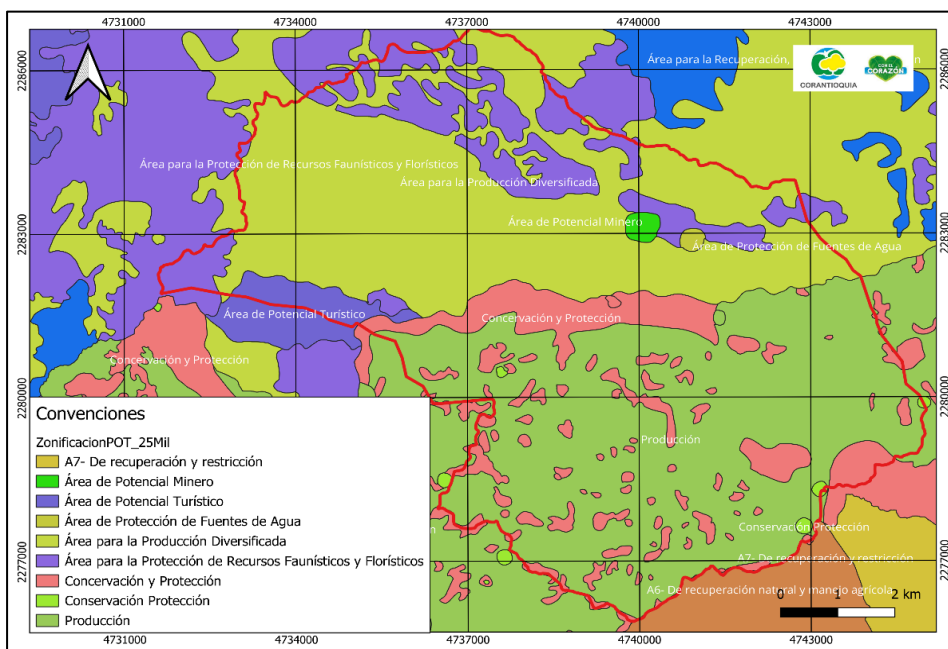 4731000 4734000 4737000 4740000 4743000
2286000 2286000
Área para la Recuperación,
CORANTIOQUIA
CORAZÓN
Área para la Protección de Recursos Faunísticos y Florísticos
Área para la Producción Diversificada
Área de Potencial Minero
2283000 2283000
Área de Protección de Fuentes de Agua
Área de Potencial Turístico
Concervación y Protección
Concervación y Protección
2280000 2280000
Convenciones
ZonificacionPOT_25Mil
A7- De recuperación y restricción
Área de Potencial Minero
Área de Potencial Turístico
Área de Protección de Fuentes de Agua
Área para la Producción Diversificada
Área para la Protección de Recursos Faunísticos y Florísticos
Concervación y Protección
Conservación Protección
Producción
Producción
Conservación Protección
2277000 2277000
A7- De recuperación y restricción
A6- De recuperación natural y manejo agrícola
0 1 2 km
4731000 4734000 4737000 4740000 4743000